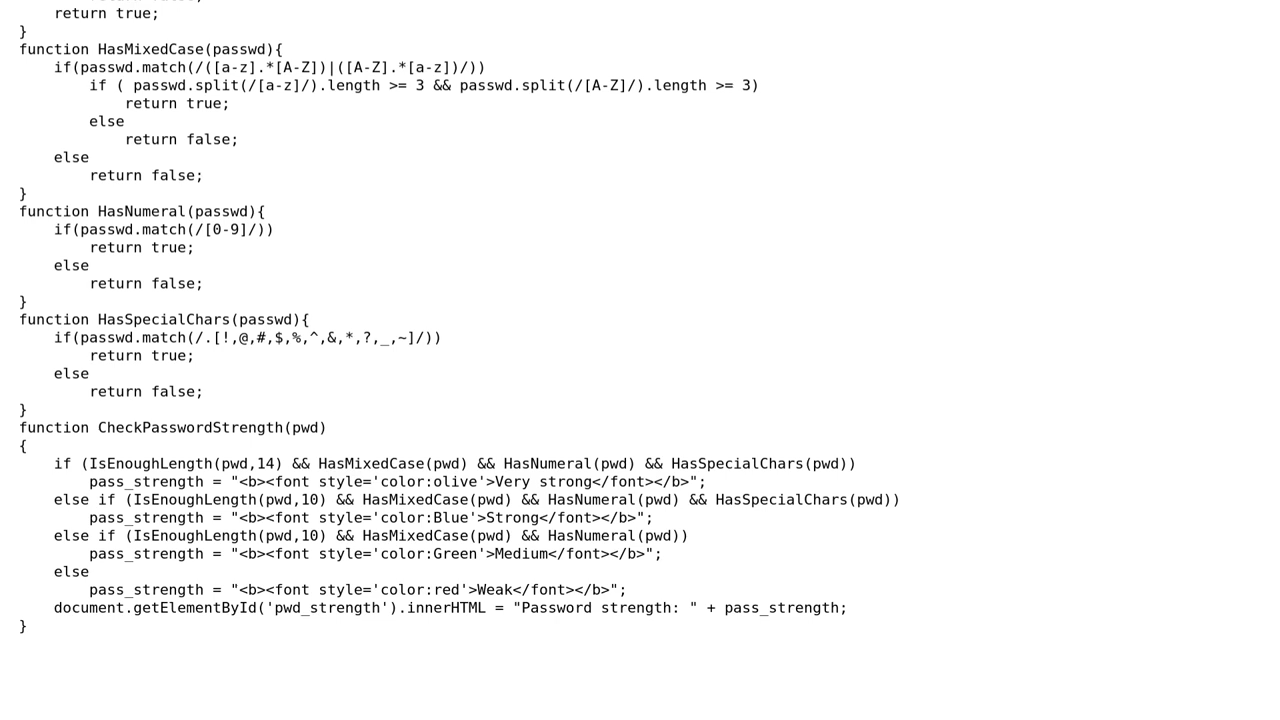 return true;
}
function HasMixedCase(passwd){
    if(passwd.match(/([a-z].*[A-Z])|([A-Z].*[a-z])/))
        if ( passwd.split(/[a-z]/).length >= 3 && passwd.split(/[A-Z]/).length >= 3)
            return true;
        else
            return false;
    else
        return false;
}
function HasNumeral(passwd){
    if(passwd.match(/[0-9]/))
        return true;
    else
        return false;
}
function HasSpecialChars(passwd){
    if(passwd.match(/.[!,@,#,$,%,^,&,*,?,_,~]/))
        return true;
    else
        return false;
}
function CheckPasswordStrength(pwd)
{
    if (IsEnoughLength(pwd,14) && HasMixedCase(pwd) && HasNumeral(pwd) && HasSpecialChars(pwd))
        pass_strength = "<b><font style='color:olive'>Very strong</font></b>";
    else if (IsEnoughLength(pwd,10) && HasMixedCase(pwd) && HasNumeral(pwd) && HasSpecialChars(pwd))
        pass_strength = "<b><font style='color:Blue'>Strong</font></b>";
    else if (IsEnoughLength(pwd,10) && HasMixedCase(pwd) && HasNumeral(pwd))
        pass_strength = "<b><font style='color:Green'>Medium</font></b>";
    else
        pass_strength = "<b><font style='color:red'>Weak</font></b>";
    document.getElementById('pwd_strength').innerHTML = "Password strength: " + pass_strength;
}